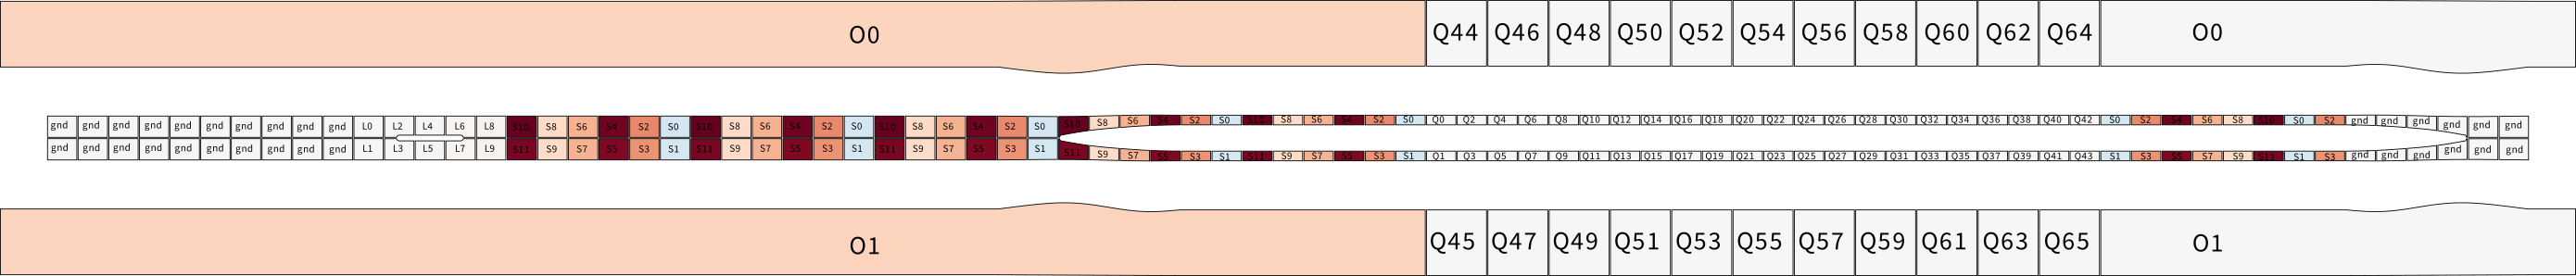 O0 Q44 Q46 Q48 Q50 Q52 Q54 Q56 Q58 Q60 Q62 Q64 O0
gnd gnd gnd gnd gnd gnd gnd gnd gnd gnd L0 L2 L4 L6 L8 S10 S8 S6 S4 S2 S0 S10 S8 S6 S4 S2 S0 S10 S8 S6 S4 S2 S0 S10 S8 S6 S4 S2 S0 S10 S8 S6 S4 S2 S0 Q0 Q2 Q4 Q6 Q8 Q10 Q12 Q14 Q16 Q18 Q20 Q22 Q24 Q26 Q28 Q30 Q32 Q34 Q36 Q38 Q40 Q42 S0 S2 S4 S6 S8 S10 S0 S2 gnd gnd gnd gnd gnd gnd
gnd gnd gnd gnd gnd gnd gnd gnd gnd gnd L1 L3 L5 L7 L9 S11 S9 S7 S5 S3 S1 S11 S9 S7 S5 S3 S1 S11 S9 S7 S5 S3 S1 S11 S9 S7 S5 S3 S1 S11 S9 S7 S5 S3 S1 Q1 Q3 Q5 Q7 Q9 Q11 Q13 Q15 Q17 Q19 Q21 Q23 Q25 Q27 Q29 Q31 Q33 Q35 Q37 Q39 Q41 Q43 S1 S3 S5 S7 S9 S11 S1 S3 gnd gnd gnd gnd gnd gnd
O1 Q45 Q47 Q49 Q51 Q53 Q55 Q57 Q59 Q61 Q63 Q65 O1